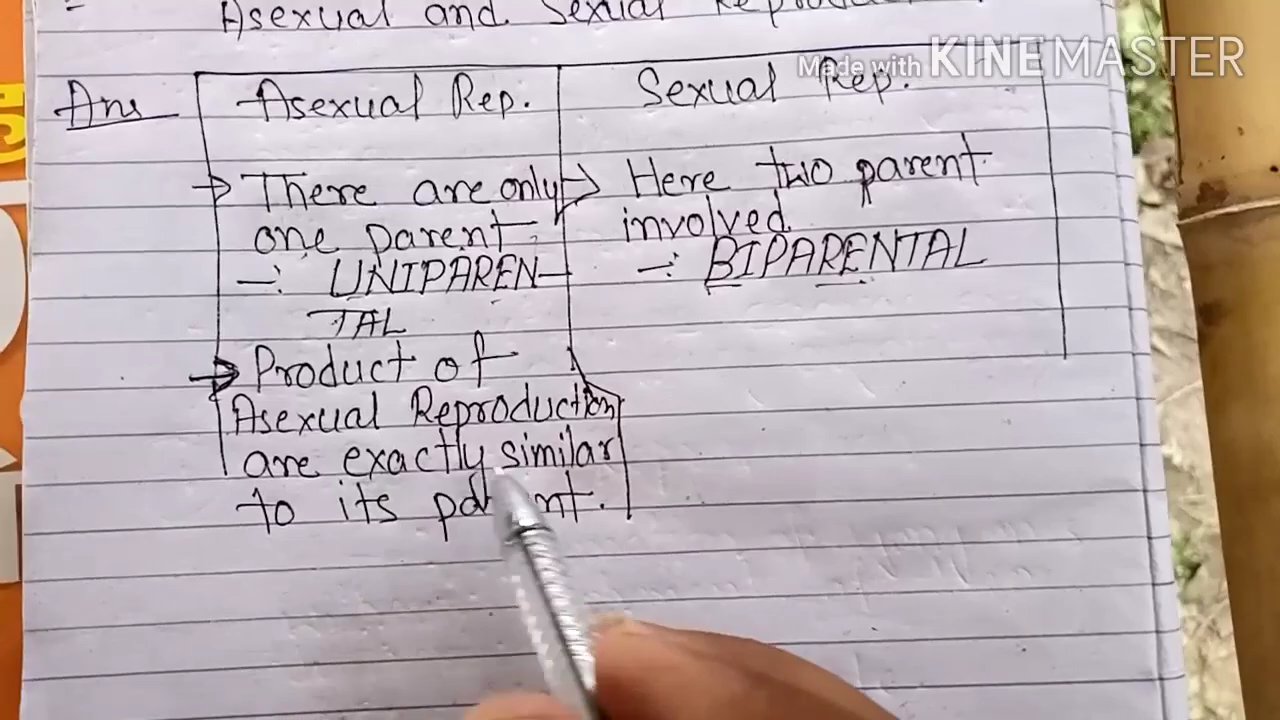 Asexual and Sexual
Made with KINEMASTER
Ans
Asexual Rep.
There are only
one parent.
-: UNIPAREN-
TAL
Product of
Asexual Reproduction
are exactly similar
to its
Sexual Rep.
Here two parent
involved.
-: BIPARENTAL